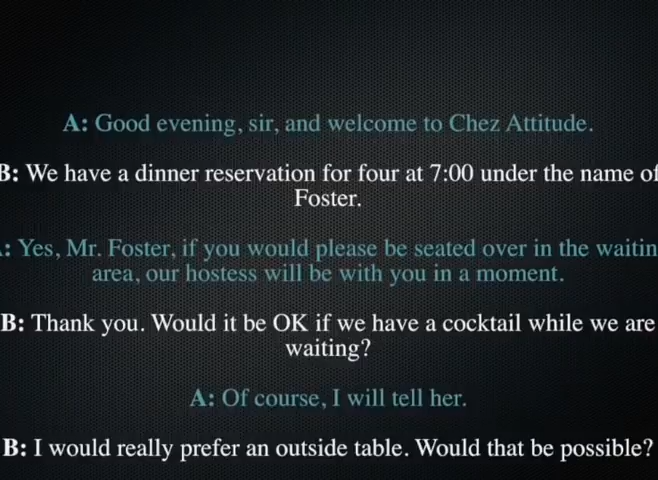 A: Good evening, sir, and welcome to Chez Attitude.
B: We have a dinner reservation for four at 7:00 under the name of
Foster.
: Yes, Mr. Foster, if you would please be seated over in the waitin
area, our hostess will be with you in a moment.
B: Thank you. Would it be OK if we have a cocktail while we are
waiting?
A: Of course, I will tell her.
B: I would really prefer an outside table. Would that be possible?